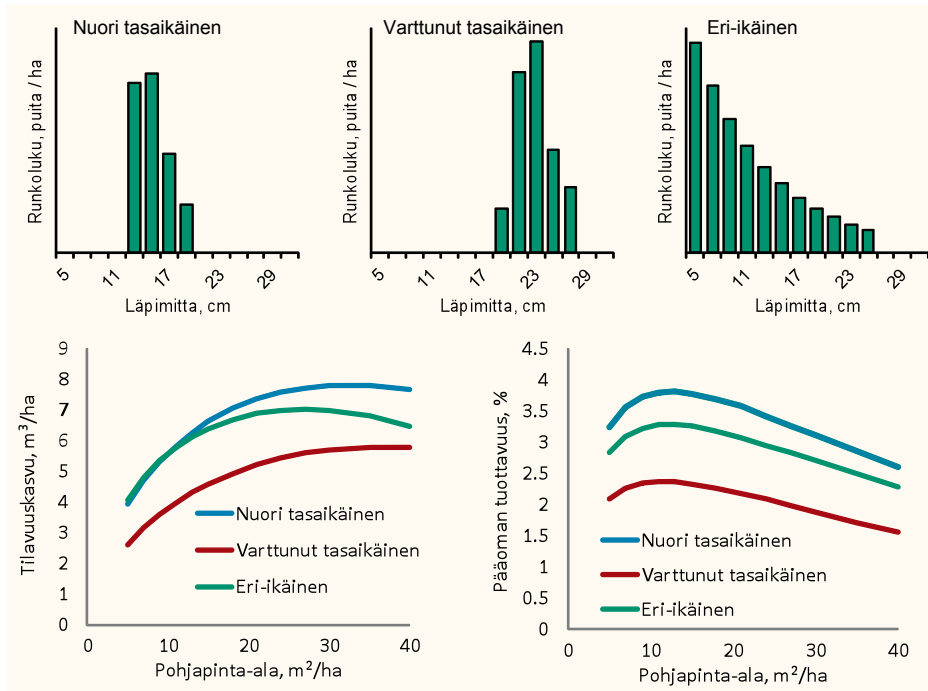 Nuori tasaikäinen
Runkoluku, puita / ha
5 11 17 23 29
Läpimitta, cm
Varttunut tasaikäinen
Runkoluku, puita / ha
5 11 17 23 29
Läpimitta, cm
Eri-ikäinen
Runkoluku, puita / ha
5 11 17 23 29
Läpimitta, cm
Tilavuuskasvu, m³/ha
9
8
7
6
5
4
3
2
1
0
Nuori tasaikäinen
Varttunut tasaikäinen
Eri-ikäinen
0 10 20 30 40
Pohjapinta-ala, m²/ha
Pääoman tuottavuus, %
4.5
4
3.5
3
2.5
2
1.5
1
0.5
0
Nuori tasaikäinen
Varttunut tasaikäinen
Eri-ikäinen
0 10 20 30 40
Pohjapinta-ala, m²/ha